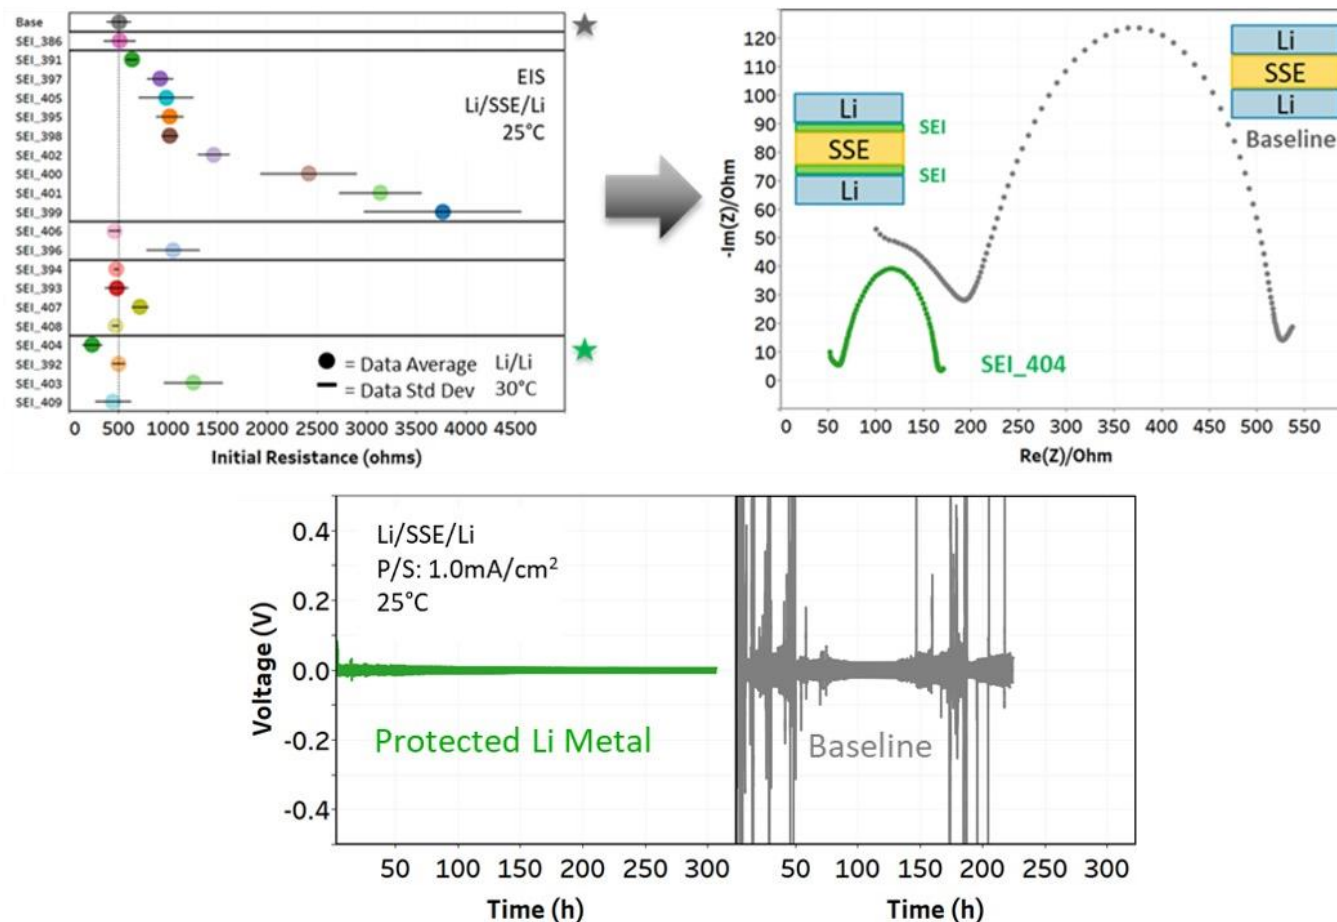 Base
SEI_386
SEI_391
SEI_397
SEI_405
SEI_395
SEI_398
SEI_402
SEI_400
SEI_401
SEI_399
SEI_406
SEI_396
SEI_394
SEI_393
SEI_407
SEI_408
SEI_404
SEI_392
SEI_403
SEI_409
EIS
Li/SSE/Li
25°C
= Data Average Li/Li
= Data Std Dev 30°C
0 500 1000 1500 2000 2500 3000 3500 4000 4500
Initial Resistance (ohms)
-Im(Z)/Ohm
120
110
100
90
80
70
60
50
40
30
20
10
0
Li
SSE
Li
SEI
SEI
Li
SSE
Li
Baseline
SEI_404
0 50 100 150 200 250 300 350 400 450 500 550
Re(Z)/Ohm
Voltage (V)
0.4
0.2
0.0
-0.2
-0.4
Li/SSE/Li
P/S: 1.0mA/cm²
25°C
Protected Li Metal
Baseline
50 100 150 200 250 300
50 100 150 200 250 300
Time (h)
Time (h)